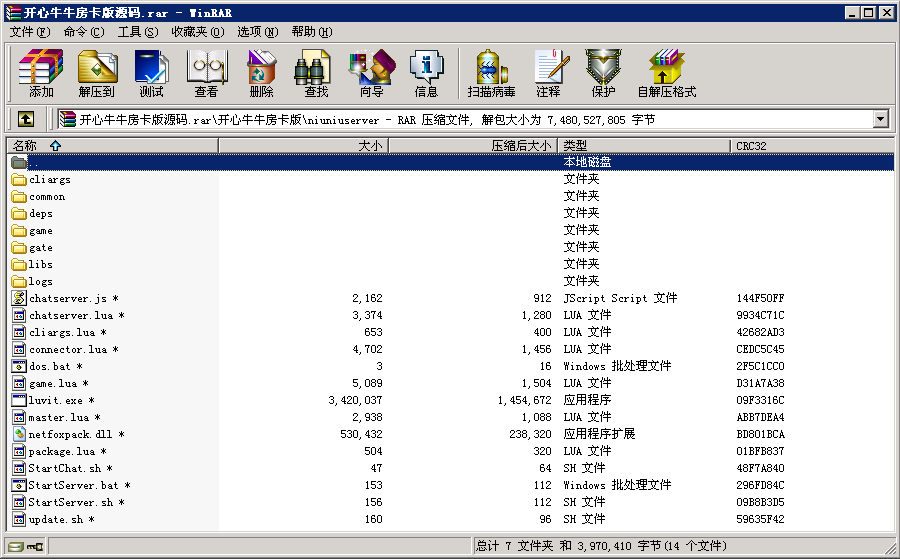 开心牛牛房卡版源码.rar - WinRAR
文件(F) 命令(C) 工具(S) 收藏夹(O) 选项(N) 帮助(H)
添加 解压到 测试 查看 删除 查找 向导 信息 扫描病毒 注释 保护 自解压格式
开心牛牛房卡版源码.rar\开心牛牛房卡版\niuniuserver - RAR 压缩文件, 解包大小为 7,480,527,805 字节
名称 大小 压缩后大小 类型 CRC32
.. 本地磁盘
cliargs 文件夹
common 文件夹
deps 文件夹
game 文件夹
gate 文件夹
libs 文件夹
logs 文件夹
chatserver.js * 2,162 912 JScript Script 文件 144F50FF
chatserver.lua * 3,374 1,280 LUA 文件 9934C71C
cliargs.lua * 653 400 LUA 文件 42682AD3
connector.lua * 4,702 1,456 LUA 文件 CEDC5C45
dos.bat * 3 16 Windows 批处理文件 2F5C1CC0
game.lua * 5,089 1,504 LUA 文件 D31A7A38
luvit.exe * 3,420,037 1,454,672 应用程序 09F3316C
master.lua * 2,938 1,088 LUA 文件 ABB7DEA4
netfoxpack.dll * 530,432 238,320 应用程序扩展 BD801BCA
package.lua * 504 320 LUA 文件 01BFB837
StartChat.sh * 47 64 SH 文件 48F7A840
StartServer.bat * 153 112 Windows 批处理文件 296FD84C
StartServer.sh * 156 112 SH 文件 09B8B3D5
update.sh * 160 96 SH 文件 59635F42
总计 7 文件夹 和 3,970,410 字节(14 个文件)